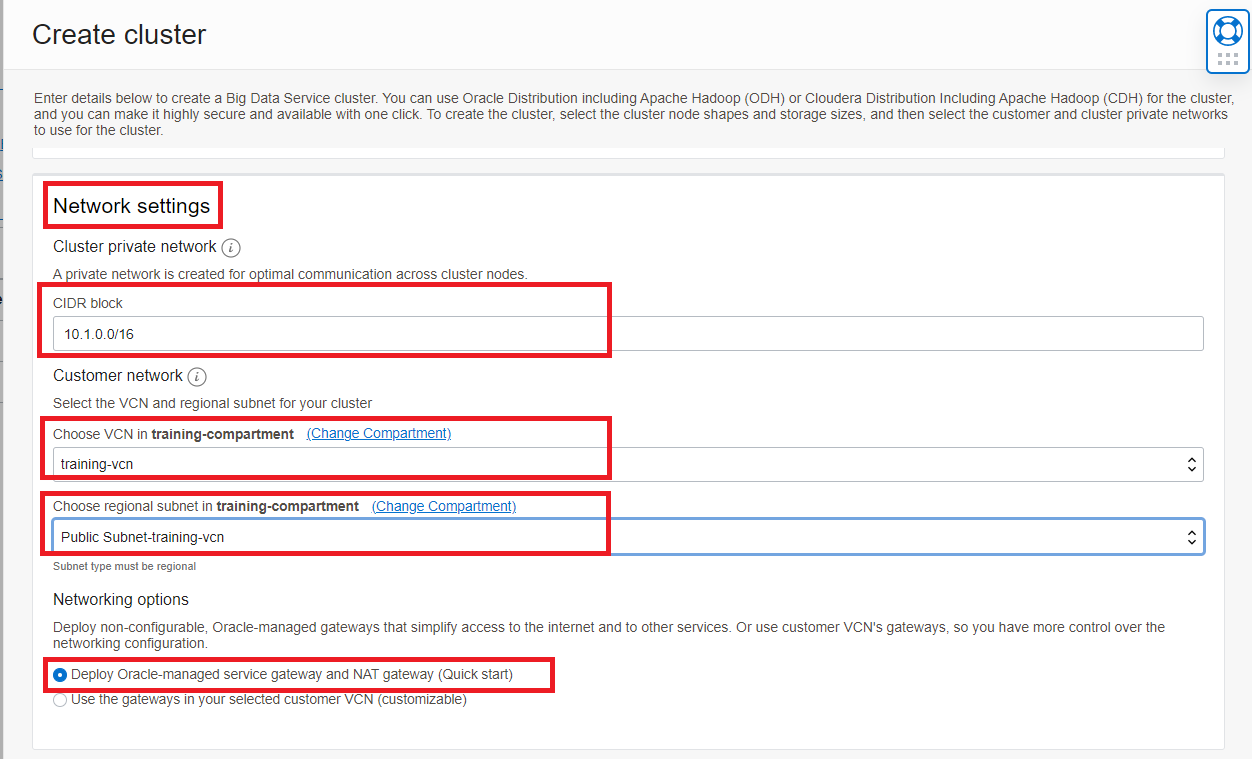 Create cluster
Enter details below to create a Big Data Service cluster. You can use Oracle Distribution including Apache Hadoop (ODH) or Cloudera Distribution Including Apache Hadoop (CDH) for the cluster,
and you can make it highly secure and available with one click. To create the cluster, select the cluster node shapes and storage sizes, and then select the customer and cluster private networks
to use for the cluster.
Network settings
Cluster private network i
A private network is created for optimal communication across cluster nodes.
CIDR block
10.1.0.0/16
Customer network i
Select the VCN and regional subnet for your cluster
Choose VCN in training-compartment (Change Compartment)
training-vcn
Choose regional subnet in training-compartment (Change Compartment)
Public Subnet-training-vcn
Subnet type must be regional
Networking options
Deploy non-configurable, Oracle-managed gateways that simplify access to the internet and to other services. Or use customer VCN's gateways, so you have more control over the
networking configuration.
Deploy Oracle-managed service gateway and NAT gateway (Quick start)
Use the gateways in your selected customer VCN (customizable)